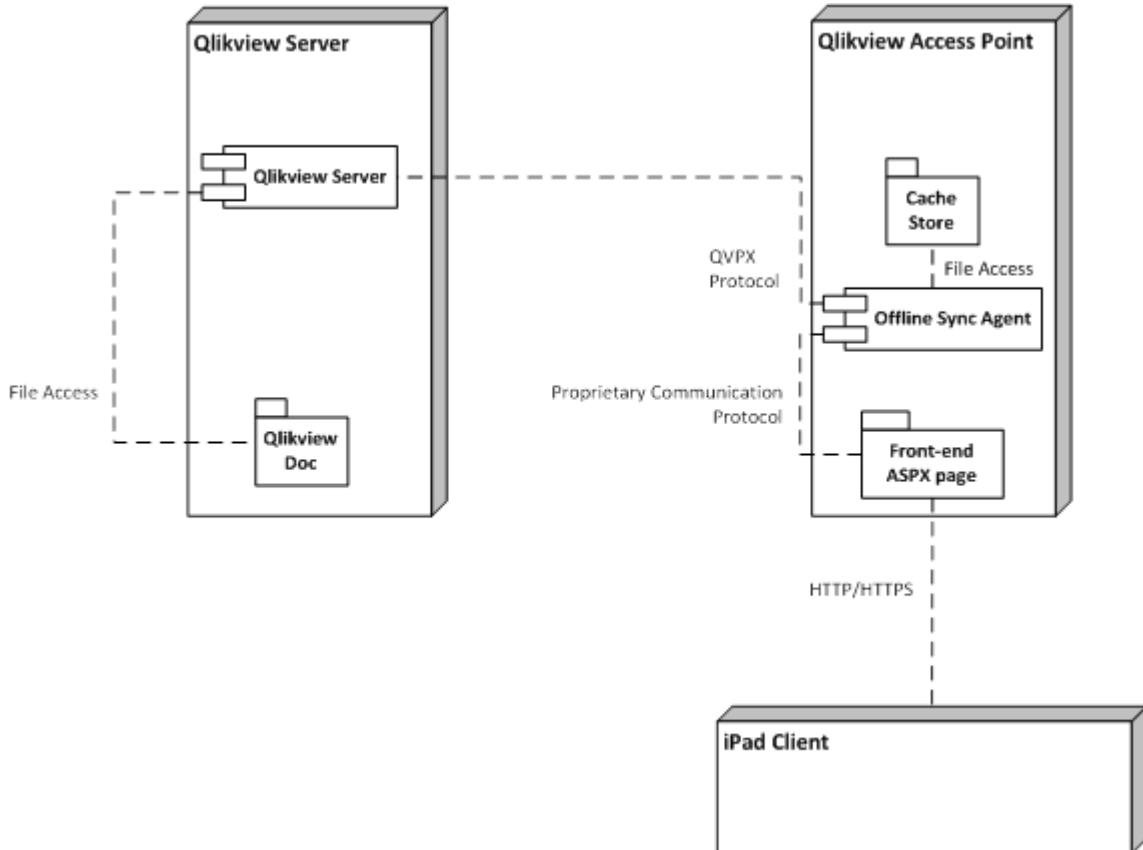 Qlikview Server
Qlikview Access Point
Qlikview Server
Cache
Store
QVPX
Protocol
File Access
Offline Sync Agent
File Access
Proprietary Communication
Protocol
Qlikview
Doc
Front-end
ASPX page
HTTP/HTTPS
iPad Client